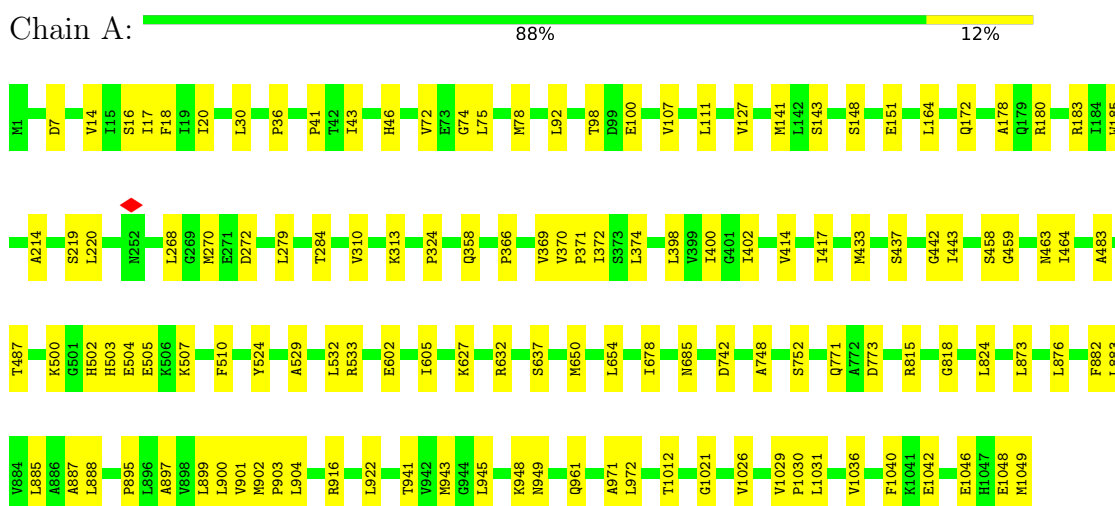 Chain A:
88% 12%
M1 D7 V14 I15 S16 I17 F18 I19 I20 L30 P36 P41 T42 I43 H46 V72 E73 G74 L75 M78 L92 T98 D99 E100 V107 L111 V127 M141 L142 S143 S148 E151 L164 Q172 A178 Q179 R180 R183 I184
A214 S219 L220 N252 L268 G269 M270 E271 D272 L279 T284 V310 K313 P324 Q358 P366 V369 V370 P371 I372 S373 L374 L398 V399 I400 G401 I402 V414 I417 M433 S437 G442 I443 S458 G459 N463 I464 A483
T487 K500 G501 H502 H503 E504 E505 K506 K507 F510 Y524 A529 L532 R533 E602 I605 K627 R632 S637 M650 L654 I678 N685 D742 A748 S752 Q771 A772 D773 R815 G818 L824 L873 L876 F882 L883
V884 L885 A886 A887 L888 P895 L896 A897 V898 L899 L900 V901 M902 P903 L904 R916 L922 T941 V942 M943 G944 L945 K948 N949 Q961 A971 L972 T1012 G1021 V1026 V1029 P1030 L1031 V1036 F1040 K1041 E1042 E1046 H1047 E1048 M1049